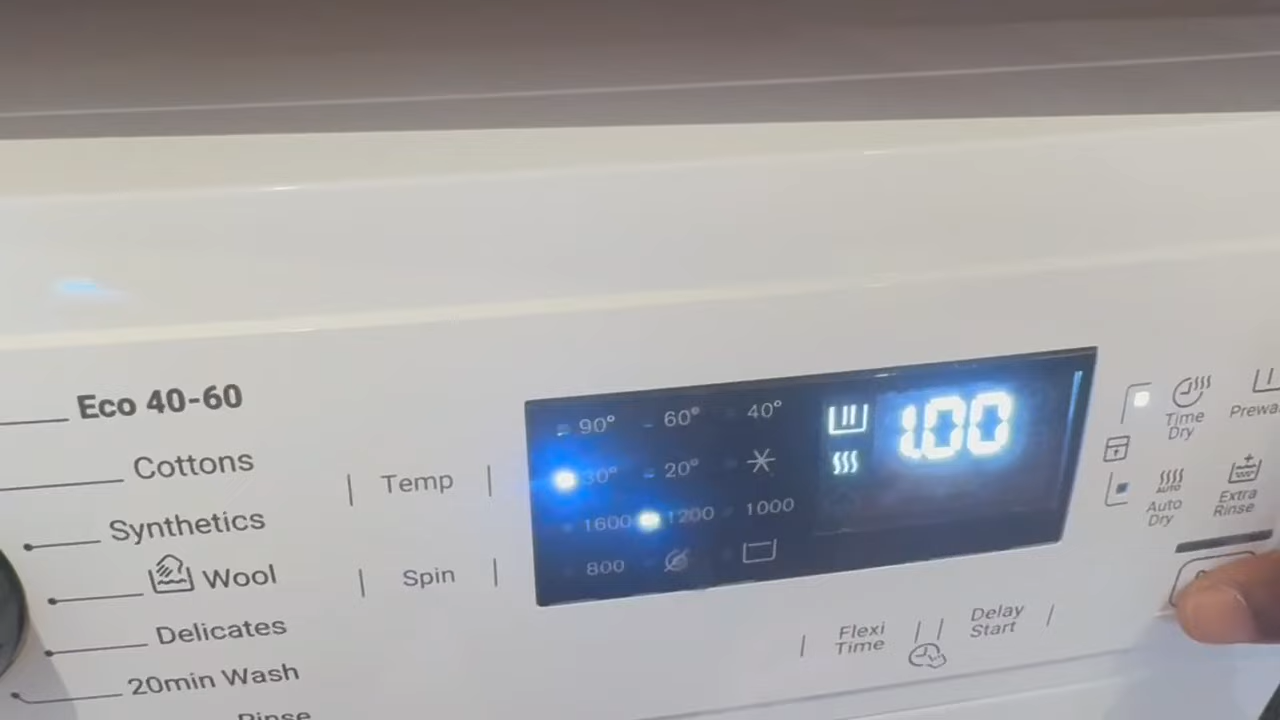 Eco 40-60
Cottons
Synthetics
Wool
Delicates
20min Wash
Rinse
Temp
Spin
90° 60° 40°
30° 20°
1600 1200 1000
800
1.00
Flexi
Time
Delay
Start
Time
Dry
AUTO
Auto
Dry
Extra
Rinse